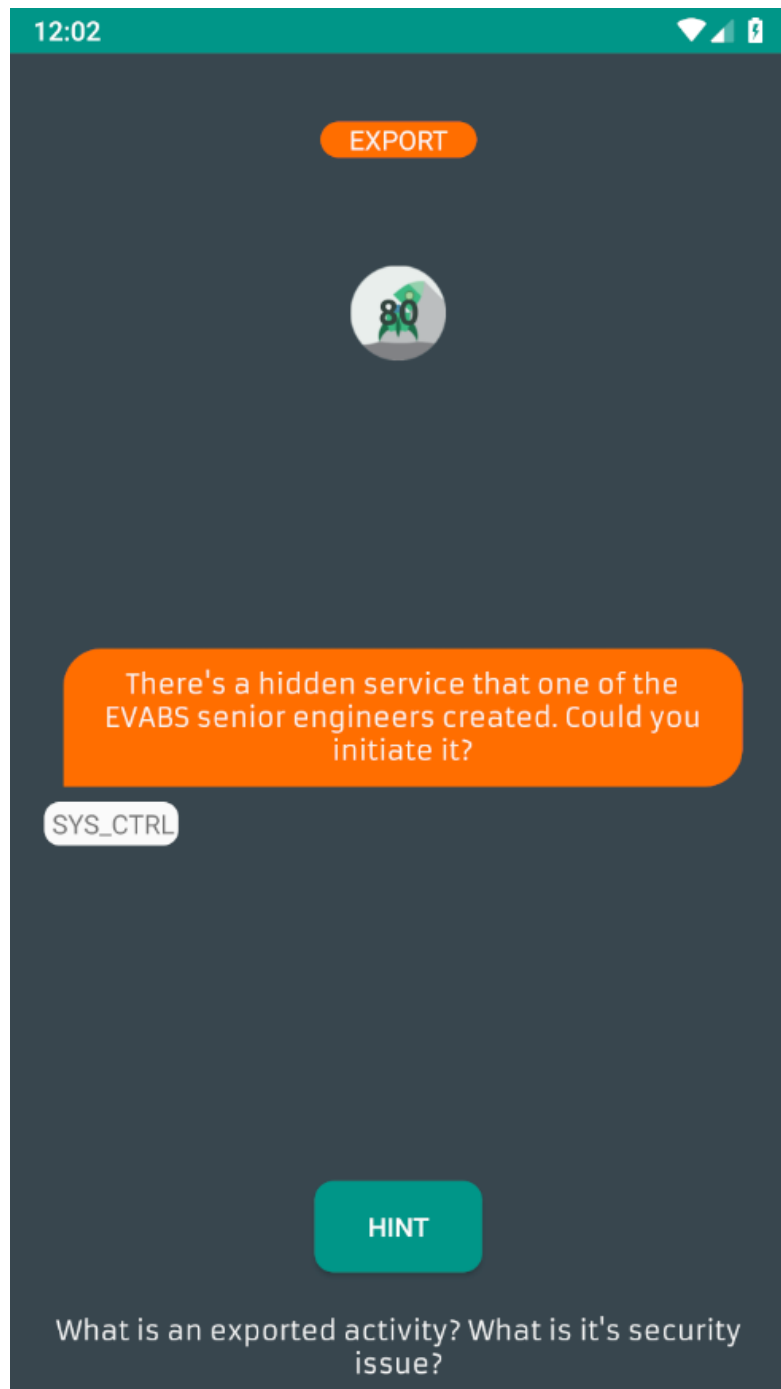 12:02
EXPORT
80
There's a hidden service that one of the
EVABS senior engineers created. Could you
initiate it?
SYS_CTRL
HINT
What is an exported activity? What is it's security
issue?